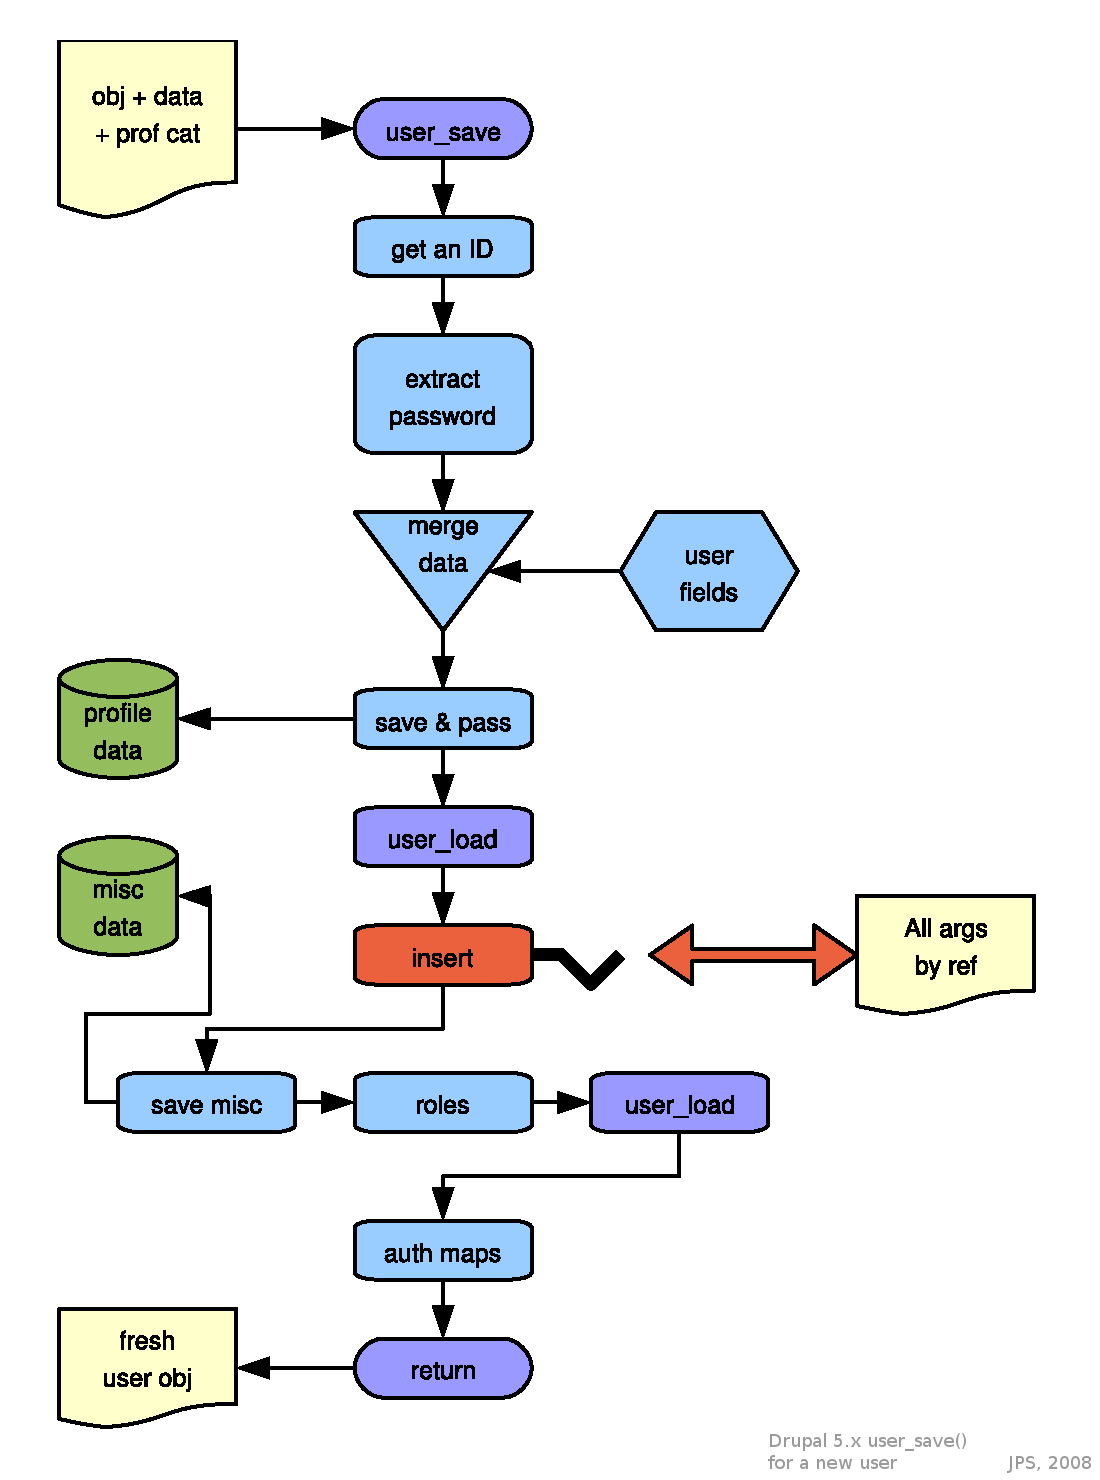 obj + data
+ prof cat
user_save
get an ID
extract
password
merge
data
user
fields
profile
data
save & pass
user_load
misc
data
insert
All args
by ref
save misc
roles
user_load
auth maps
fresh
user obj
return
Drupal 5.x user_save()
for a new user
JPS, 2008